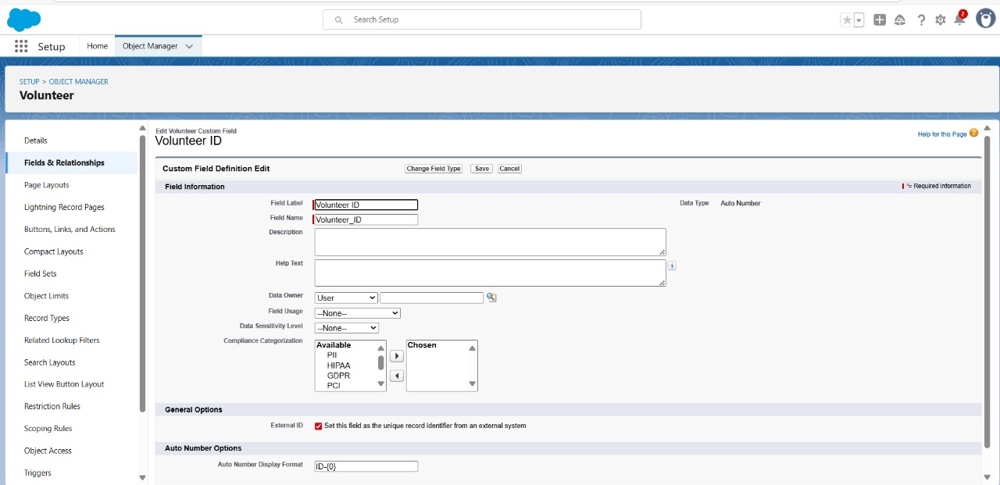 Search Setup
2
Setup
Home
Object Manager
SETUP > OBJECT MANAGER
Volunteer
Details
Fields & Relationships
Page Layouts
Lightning Record Pages
Buttons, Links, and Actions
Compact Layouts
Field Sets
Object Limits
Record Types
Related Lookup Filters
Search Layouts
List View Button Layout
Restriction Rules
Scoping Rules
Object Access
Triggers
Edit Volunteer Custom Field
Volunteer ID
Help for this Page ?
Custom Field Definition Edit
Change Field Type Save Cancel
Field Information
*= Required Information
Field Label Volunteer ID
Data Type Auto Number
Field Name Volunteer_ID
Description
Help Text
i
Data Owner User
Field Usage --None--
Data Sensitivity Level --None--
Compliance Categorization
Available
PII
HIPAA
GDPR
PCI
Chosen
General Options
External ID Set this field as the unique record identifier from an external system
Auto Number Options
Auto Number Display Format ID-{0}